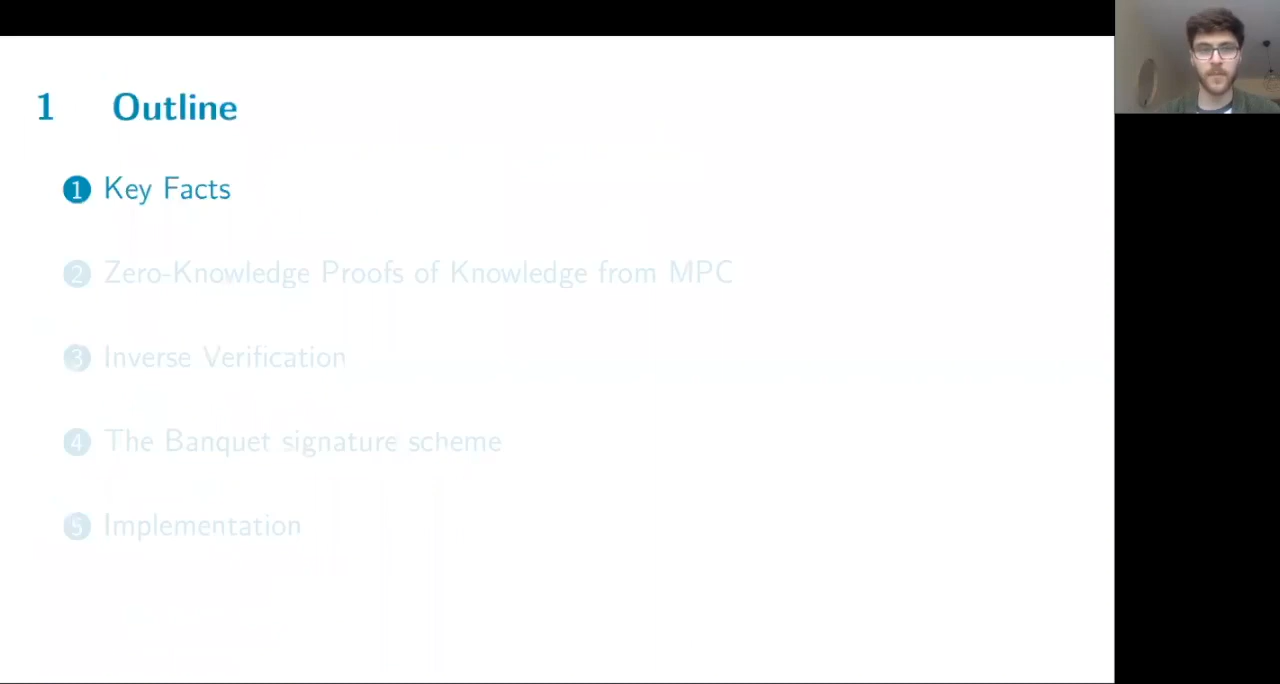 1 Outline
1 Key Facts
2 Zero-Knowledge Proofs of Knowledge from MPC
3 Inverse Verification
4 The Banquet signature scheme
5 Implementation